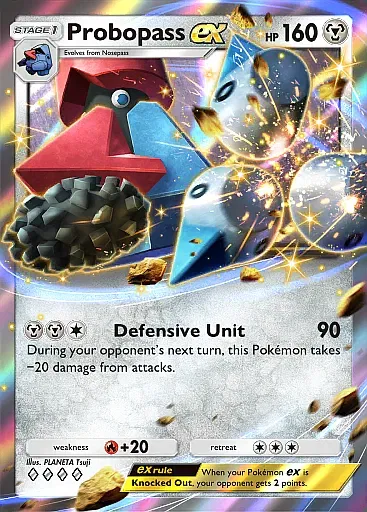 STAGE 1
Probopass ex
HP 160
Evolves from Nosepass
Defensive Unit 90
During your opponent's next turn, this Pokémon takes
−20 damage from attacks.
weakness +20 retreat
Illus. PLANETA Tsuji
ex rule When your Pokémon ex is
Knocked Out, your opponent gets 2 points.